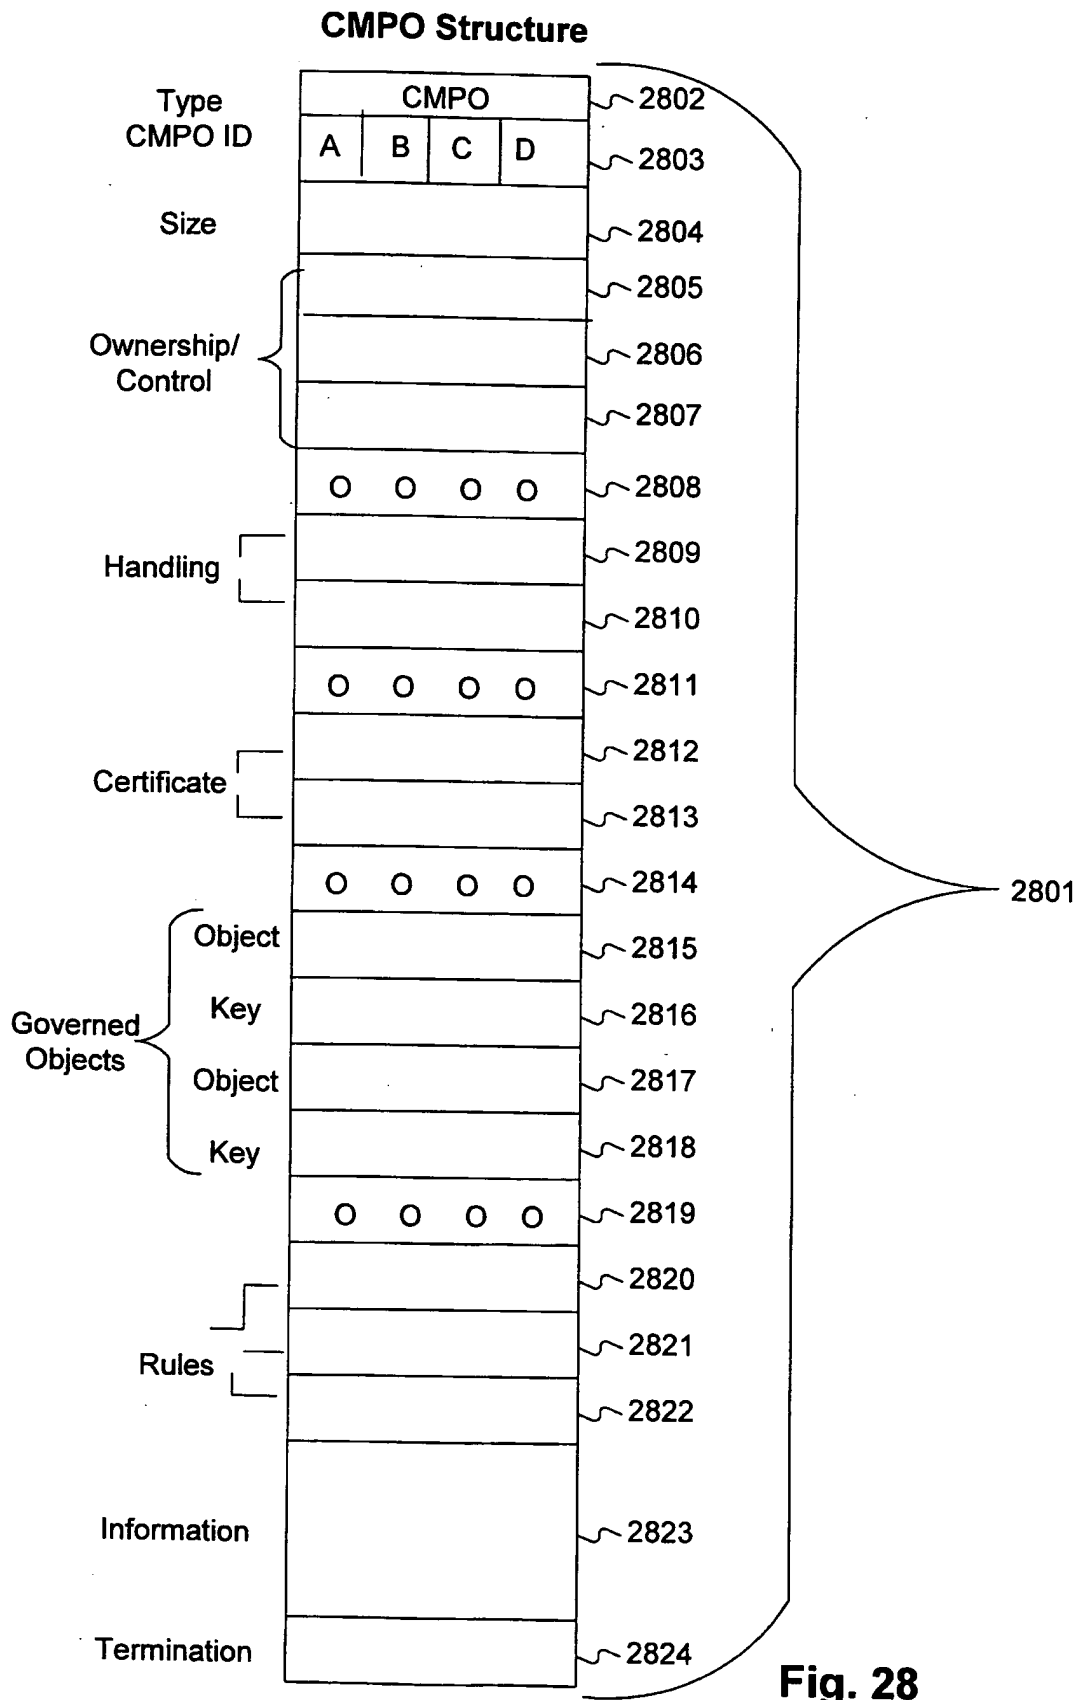 CMPO Structure
Type CMPO 2802
CMPO ID A B C D 2803
Size 2804
2805
Ownership/
Control
2806
2807
O O O O 2808
Handling 2809
2810
O O O O 2811
Certificate 2812
2813
O O O O 2814
2801
Governed
Objects
Object 2815
Key 2816
Object 2817
Key 2818
O O O O 2819
2820
Rules 2821
2822
Information 2823
Termination 2824
Fig. 28